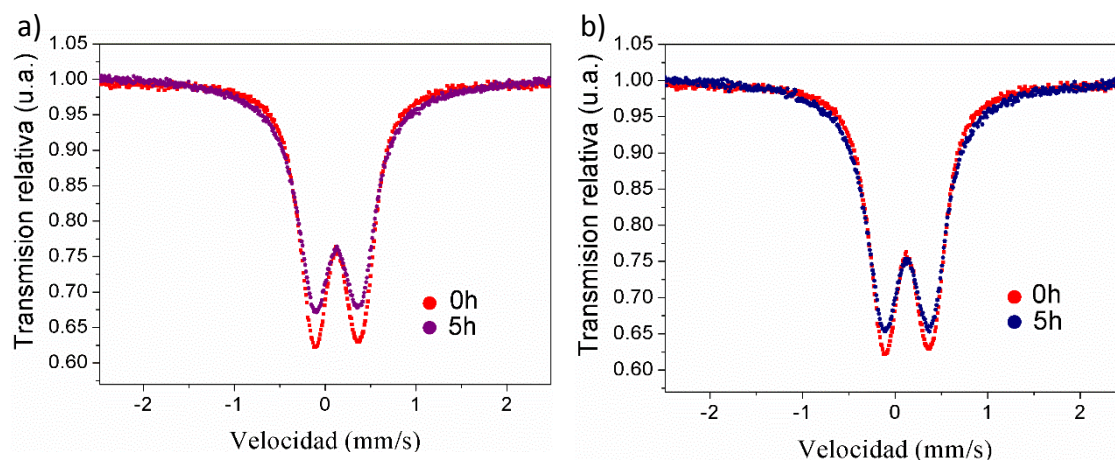 a)
Transmision relativa (u.a.)
1.05
1.00
0.95
0.90
0.85
0.80
0.75
0.70
0.65
0.60
0h
5h
-2 -1 0 1 2
Velocidad (mm/s)
b)
Transmision relativa (u.a.)
1.05
1.00
0.95
0.90
0.85
0.80
0.75
0.70
0.65
0.60
0h
5h
-2 -1 0 1 2
Velocidad (mm/s)